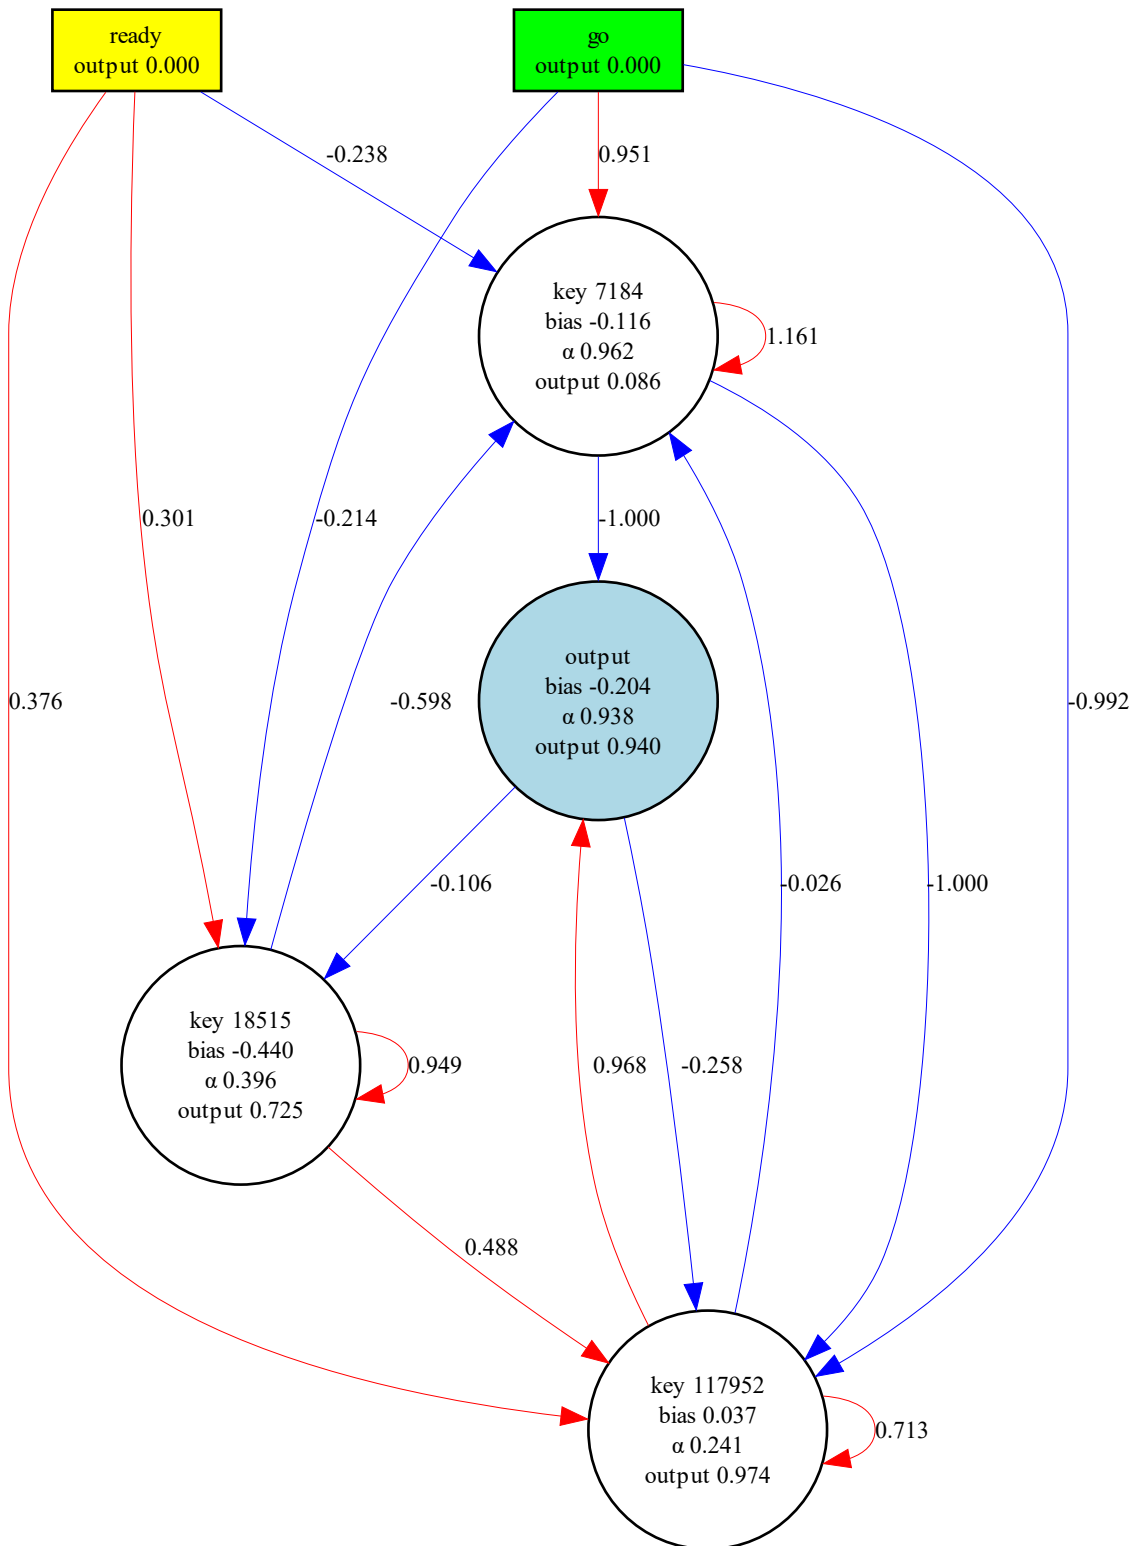 ready
output 0.000
go
output 0.000
-0.238
0.951
key 7184
bias -0.116
α 0.962
output 0.086
1.161
0.301
-0.214
-1.000
output
bias -0.204
α 0.938
output 0.940
0.376
-0.598
-0.992
-0.106
-0.026
-1.000
key 18515
bias -0.440
α 0.396
output 0.725
0.949
0.968
-0.258
0.488
key 117952
bias 0.037
α 0.241
output 0.974
0.713